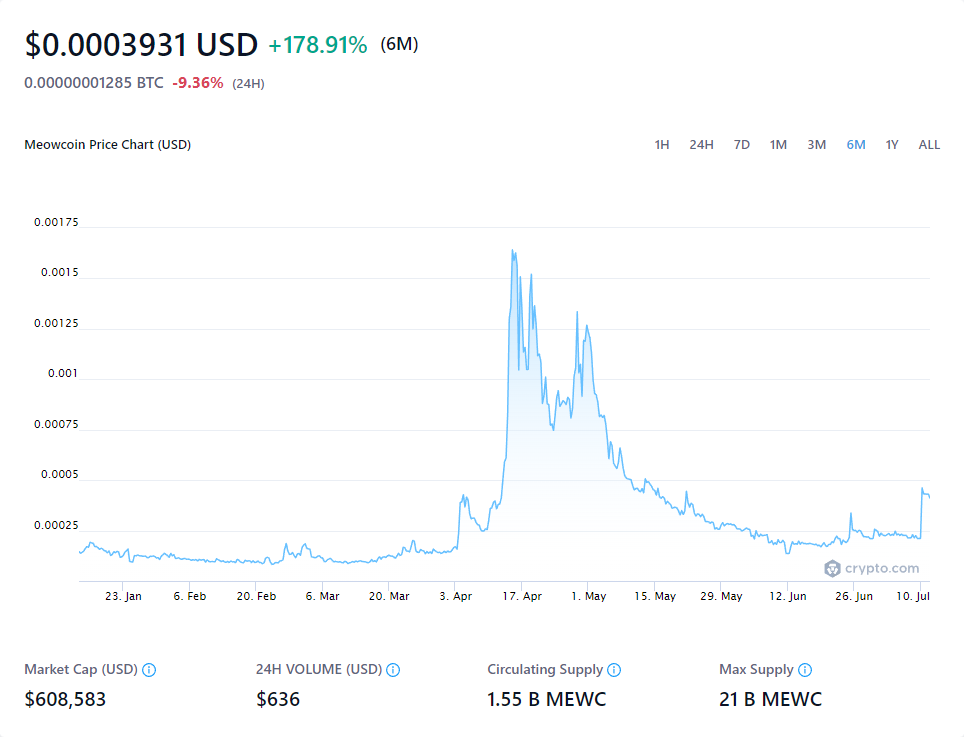 $0.0003931 USD +178.91% (6M)
0.00000001285 BTC -9.36% (24H)
Meowcoin Price Chart (USD) 1H 24H 7D 1M 3M 6M 1Y ALL
0.00175
0.0015
0.00125
0.001
0.00075
0.0005
0.00025
crypto.com
23. Jan 6. Feb 20. Feb 6. Mar 20. Mar 3. Apr 17. Apr 1. May 15. May 29. May 12. Jun 26. Jun 10. Jul
Market Cap (USD) 24H VOLUME (USD) Circulating Supply Max Supply
$608,583 $636 1.55 B MEWC 21 B MEWC